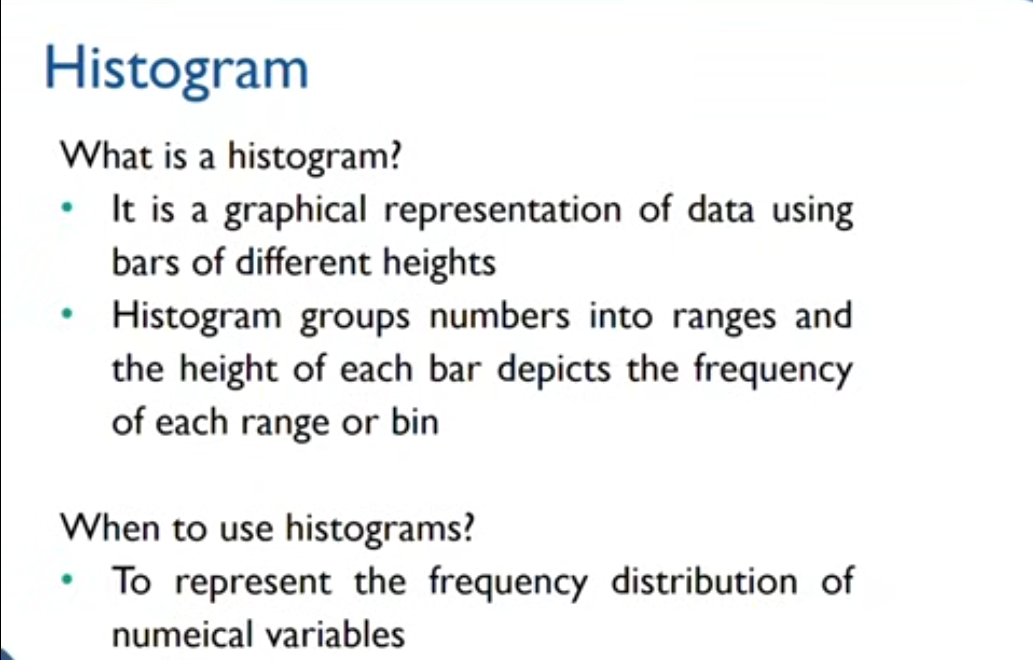 Histogram
What is a histogram?
• It is a graphical representation of data using
bars of different heights
• Histogram groups numbers into ranges and
the height of each bar depicts the frequency
of each range or bin
When to use histograms?
• To represent the frequency distribution of
numeical variables